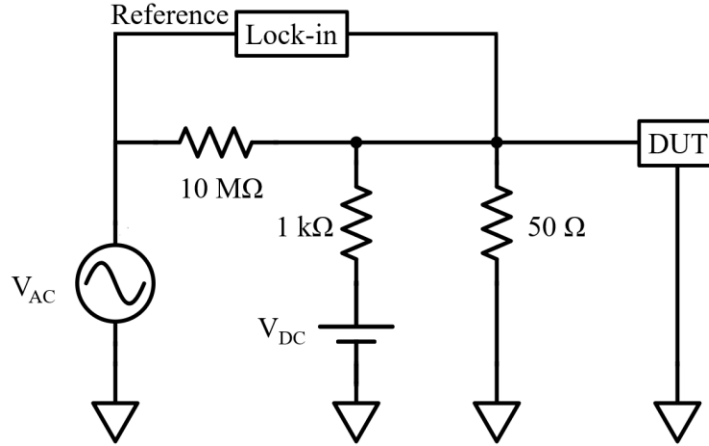 Reference
Lock-in
DUT
10 MΩ
1 kΩ
50 Ω
V_AC
V_DC